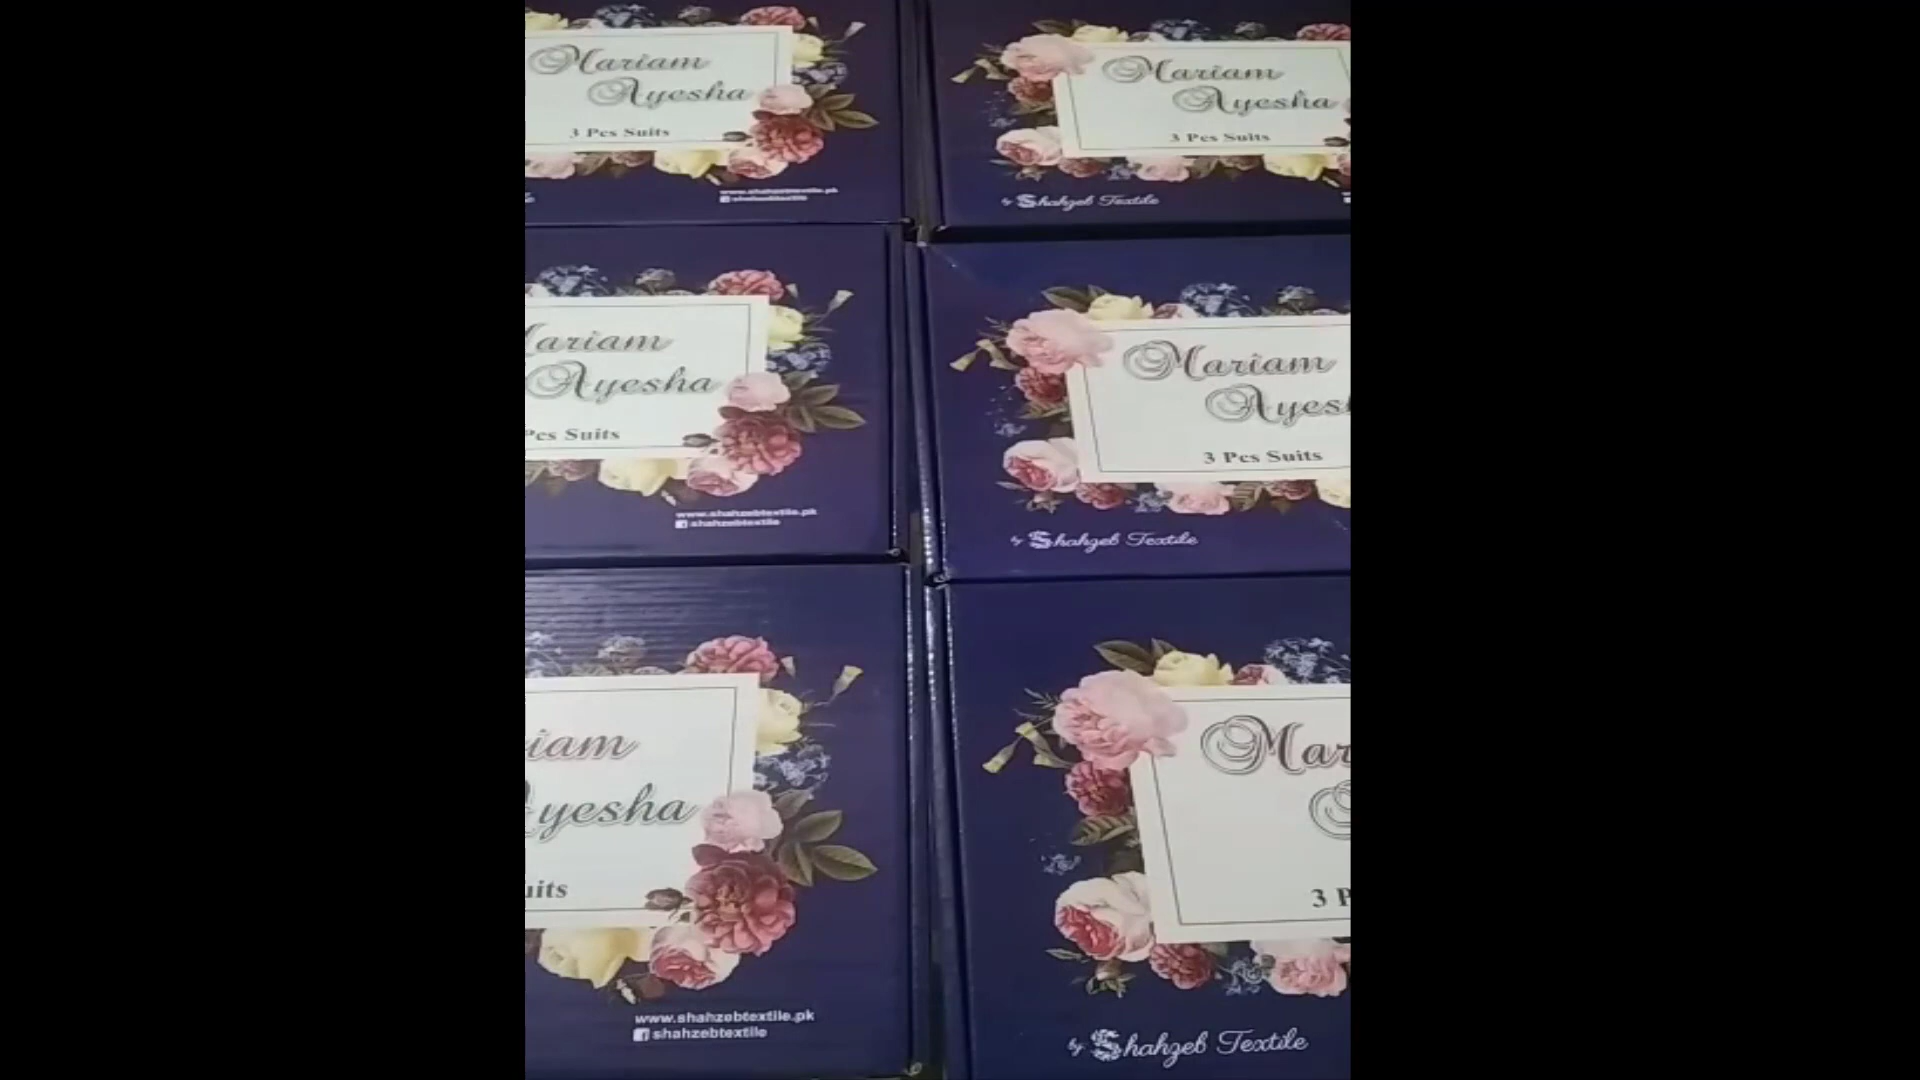 Mariam
Ayesha
3 Pcs Suits
www.shahzebtextile.pk
shahzebtextile
Mariam
Ayesha
3 Pcs Suits
by Shahzeb Textile
ariam
Ayesha
Pcs Suits
www.shahzebtextile.pk
shahzebtextile
Mariam
Ayes
3 Pcs Suits
by Shahzeb Textile
iam
yesha
uits
www.shahzebtextile.pk
shahzebtextile
Mar
3 P
by Shahzeb Textile